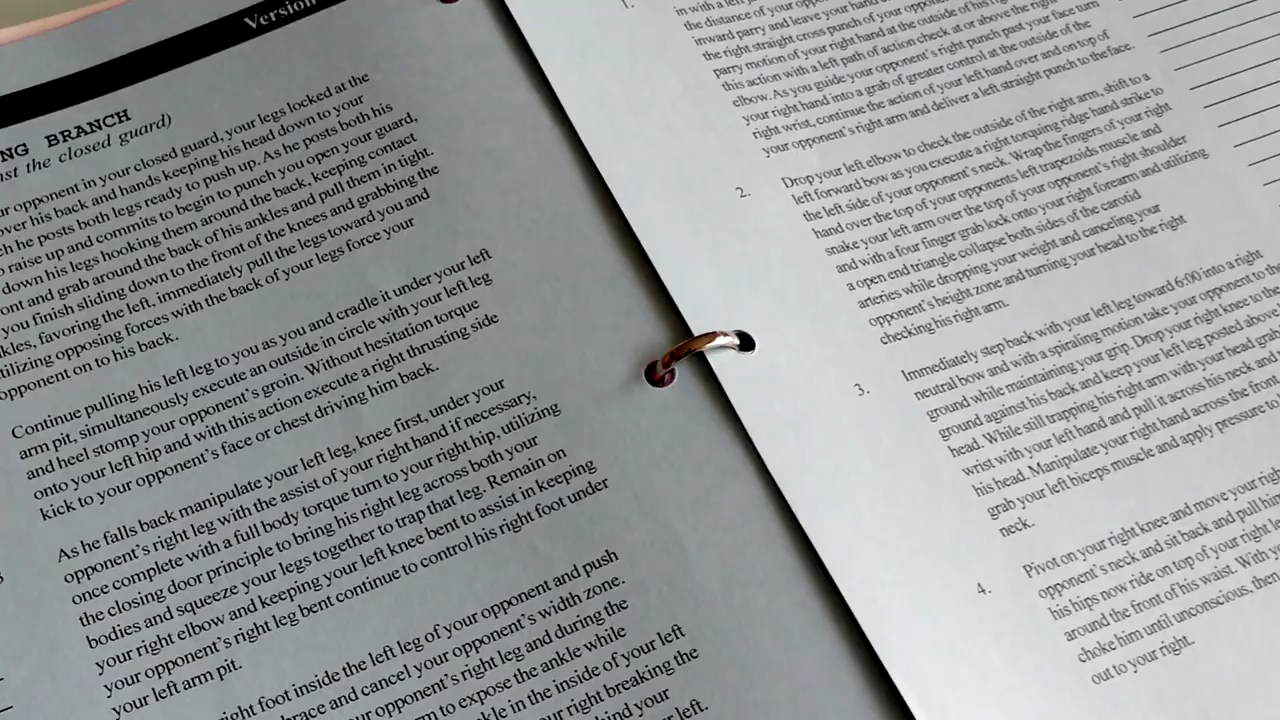 Version
NG BRANCH
the closed guard)
opponent in your closed guard, your legs locked at the
over his back and hands keeping his head down to your
he posts both legs ready to push up. As he posts both his
raise up and commits to begin to punch you open your guard,
down his legs hooking them around the back, keeping contact
and grab around the back of his ankles and pull them in tight.
you finish sliding down to the front of the knees and grabbing the
favoring the left, immediately pull the legs toward you and
utilizing opposing forces with the back of your legs force your
opponent on to his back.
Continue pulling his left leg to you as you and cradle it under your left
arm pit, simultaneously execute an outside in circle with your left leg
and heel stomp your opponent's groin. Without hesitation torque
onto your left hip and with this action execute a right thrusting side
kick to your opponent's face or chest driving him back.
As he falls back manipulate your left leg, knee first, under your
opponent's right leg with the assist of your right hand if necessary,
once complete with a full body torque turn to your right hip, utilizing
the closing door principle to bring his right leg across both your
bodies and squeeze your legs together to trap that leg. Remain on
your right elbow and keeping your left knee bent to assist in keeping
your opponent's right leg bent continue to control his right foot under
your left arm pit.
right foot inside the left leg of your opponent and push
and cancel your opponent's width zone.
opponent's right leg and during the
to expose the ankle while
in the inside of your left
your right breaking the
your
left.
1.
in with a left
the distance of your
inward parry and leave your hand
the right straight cross punch of your
parry motion of your right hand at the outside of his
this action with a left path of action check at or above the right
elbow. As you guide your opponent's right punch past your face turn
your right hand into a grab of greater control at the outside of the
right wrist, continue the action of your left hand over and on top of
your opponent's right arm and deliver a left straight punch to the face.
2.
Drop your left elbow to check the outside of the right arm, shift to a
left forward bow as you execute a right torquing ridge hand strike to
the left side of your opponent's neck. Wrap the fingers of your right
hand over the top of your opponents left trapezoids muscle and
snake your left arm over the top of your opponent's right shoulder
and with a four finger grab lock onto your right forearm and utilizing
a open end triangle collapse both sides of the carotid
arteries while dropping your weight and canceling your
opponent's height zone and turning your head to the right
checking his right arm.
3.
Immediately step back with your left leg toward 6:00 into a right
neutral bow and with a spiraling motion take your opponent to the
ground while maintaining your grip. Drop your right knee to the
ground against his back and keep your left leg posted above
head. While still trapping his right arm with your head
wrist with your left hand and pull it across his neck and
his head. Manipulate your right hand across the front
grab your left biceps muscle and apply pressure to
neck.
4.
Pivot on your right knee and move your
opponent's neck and sit back and pull
his hips now ride on top of your right
around the front of his waist. With
choke him until unconscious, then
out to your right.